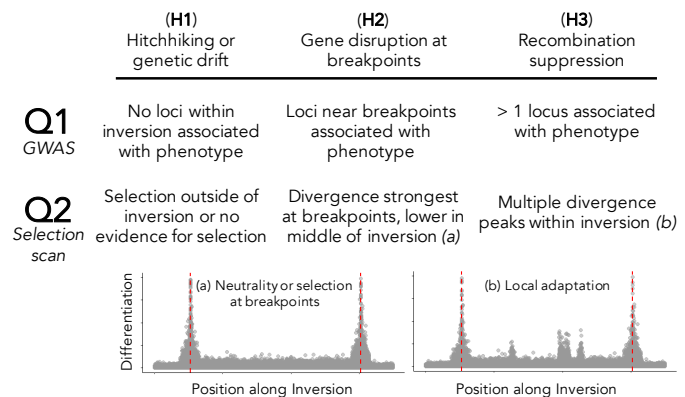 (H1)
Hitchhiking or
genetic drift
(H2)
Gene disruption at
breakpoints
(H3)
Recombination
suppression
Q1
GWAS
No loci within
inversion associated
with phenotype
Loci near breakpoints
associated with
phenotype
> 1 locus associated
with phenotype
Q2
Selection
scan
Selection outside of
inversion or no
evidence for selection
Divergence strongest
at breakpoints, lower in
middle of inversion (a)
Multiple divergence
peaks within inversion (b)
Differentiation
(a) Neutrality or selection
at breakpoints
Position along Inversion
(b) Local adaptation
Position along Inversion